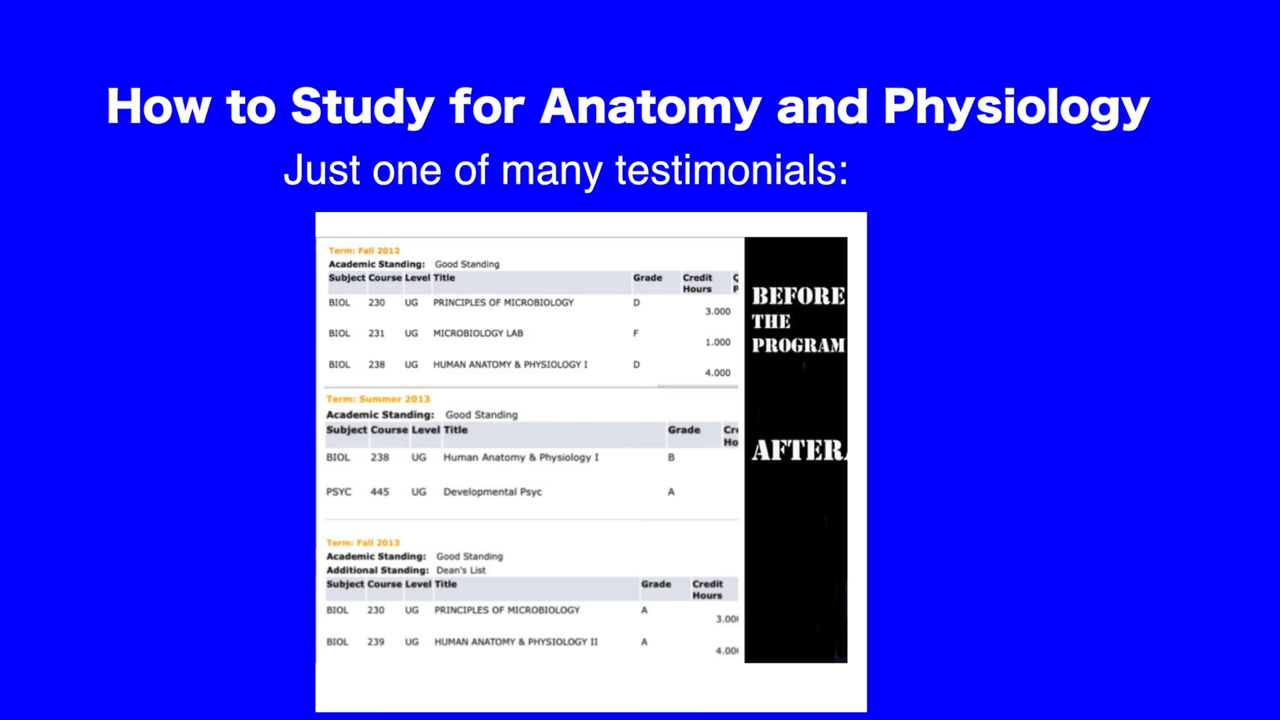 How to Study for Anatomy and Physiology
Just one of many testimonials:
Term: Fall 2012
Academic Standing: Good Standing
Subject Course Level Title Grade Credit Hours
BIOL 230 UG PRINCIPLES OF MICROBIOLOGY D 3.000
BIOL 231 UG MICROBIOLOGY LAB F 1.000
BIOL 238 UG HUMAN ANATOMY & PHYSIOLOGY I D 4.000
BEFORE
THE
PROGRAM
Term: Summer 2013
Academic Standing: Good Standing
Subject Course Level Title Grade
BIOL 238 UG Human Anatomy & Physiology I B
PSYC 445 UG Developmental Psyc A
AFTER
Term: Fall 2013
Academic Standing: Good Standing
Additional Standing: Dean's List
Subject Course Level Title Grade Credit Hours
BIOL 230 UG PRINCIPLES OF MICROBIOLOGY A 3.00
BIOL 239 UG HUMAN ANATOMY & PHYSIOLOGY II A 4.00